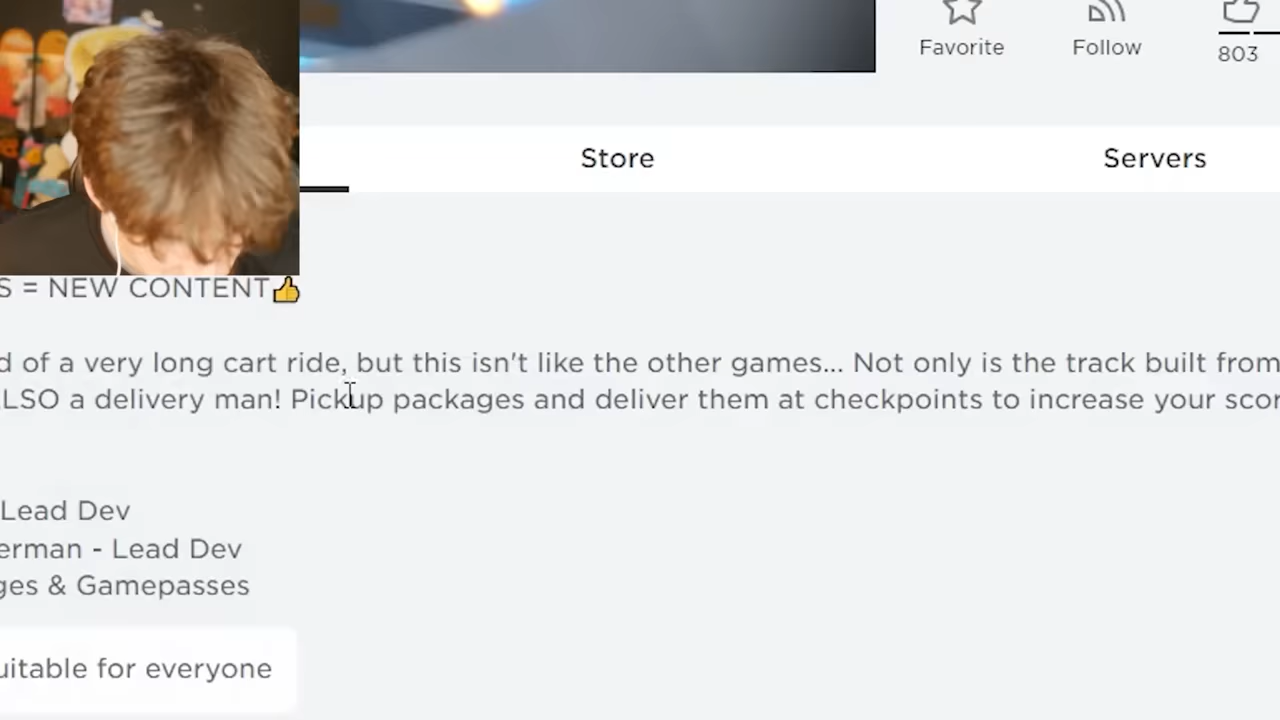 Favorite
Follow
803
Store
Servers
S = NEW CONTENT👍
d of a very long cart ride, but this isn't like the other games... Not only is the track built from
LSO a delivery man! Pickup packages and deliver them at checkpoints to increase your scor
Lead Dev
erman - Lead Dev
ges & Gamepasses
uitable for everyone